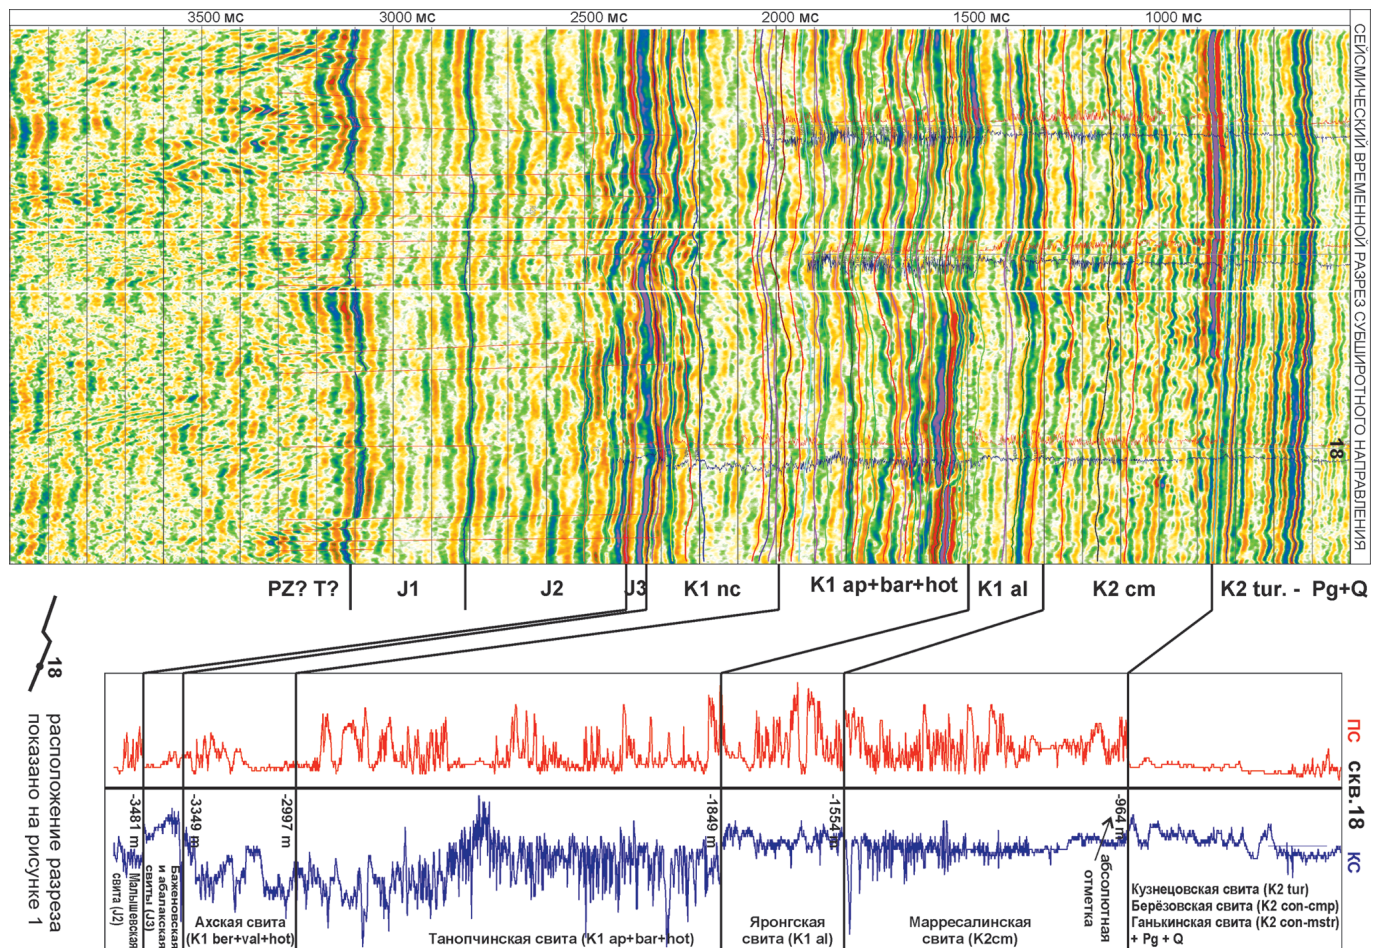 3500 мс
3000 мс
2500 мс
2000 мс
1500 мс
1000 мс
СЕЙСМИЧЕСКИЙ ВРЕМЕННОЙ РАЗРЕЗ СУБШИРОТНОГО НАПРАВЛЕНИЯ
18
PZ? T?
J1
J2
J3
K1 nc
K1 ap+bar+hot
K1 al
K2 cm
K2 tur. - Pg+Q
18
расположение разреза
показано на рисунке 1
ПС
скв.18
КС
-3481 m
-3349 m
-2997 m
-1849 m
-1554 m
-964 m
абсолютная
отметка
Малышевская
свита (J2)
Баженовская
и абалакская
свиты (J3)
Ахская свита
(K1 ber+val+hot)
Танопчинская свита (K1 ap+bar+hot)
Яронгская
свита (K1 al)
Марресалинская
свита (K2cm)
Кузнецовская свита (K2 tur)
Берёзовская свита (K2 con-cmp)
Ганькинская свита (K2 con-mstr)
+ Pg + Q